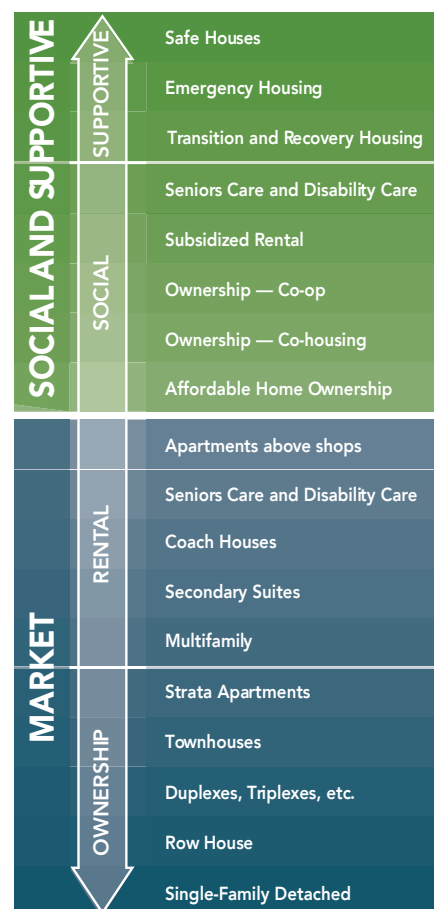 SOCIAL AND SUPPORTIVE
SUPPORTIVE
Safe Houses
Emergency Housing
Transition and Recovery Housing
SOCIAL
Seniors Care and Disability Care
Subsidized Rental
Ownership — Co-op
Ownership — Co-housing
Affordable Home Ownership
MARKET
RENTAL
Apartments above shops
Seniors Care and Disability Care
Coach Houses
Secondary Suites
Multifamily
OWNERSHIP
Strata Apartments
Townhouses
Duplexes, Triplexes, etc.
Row House
Single-Family Detached